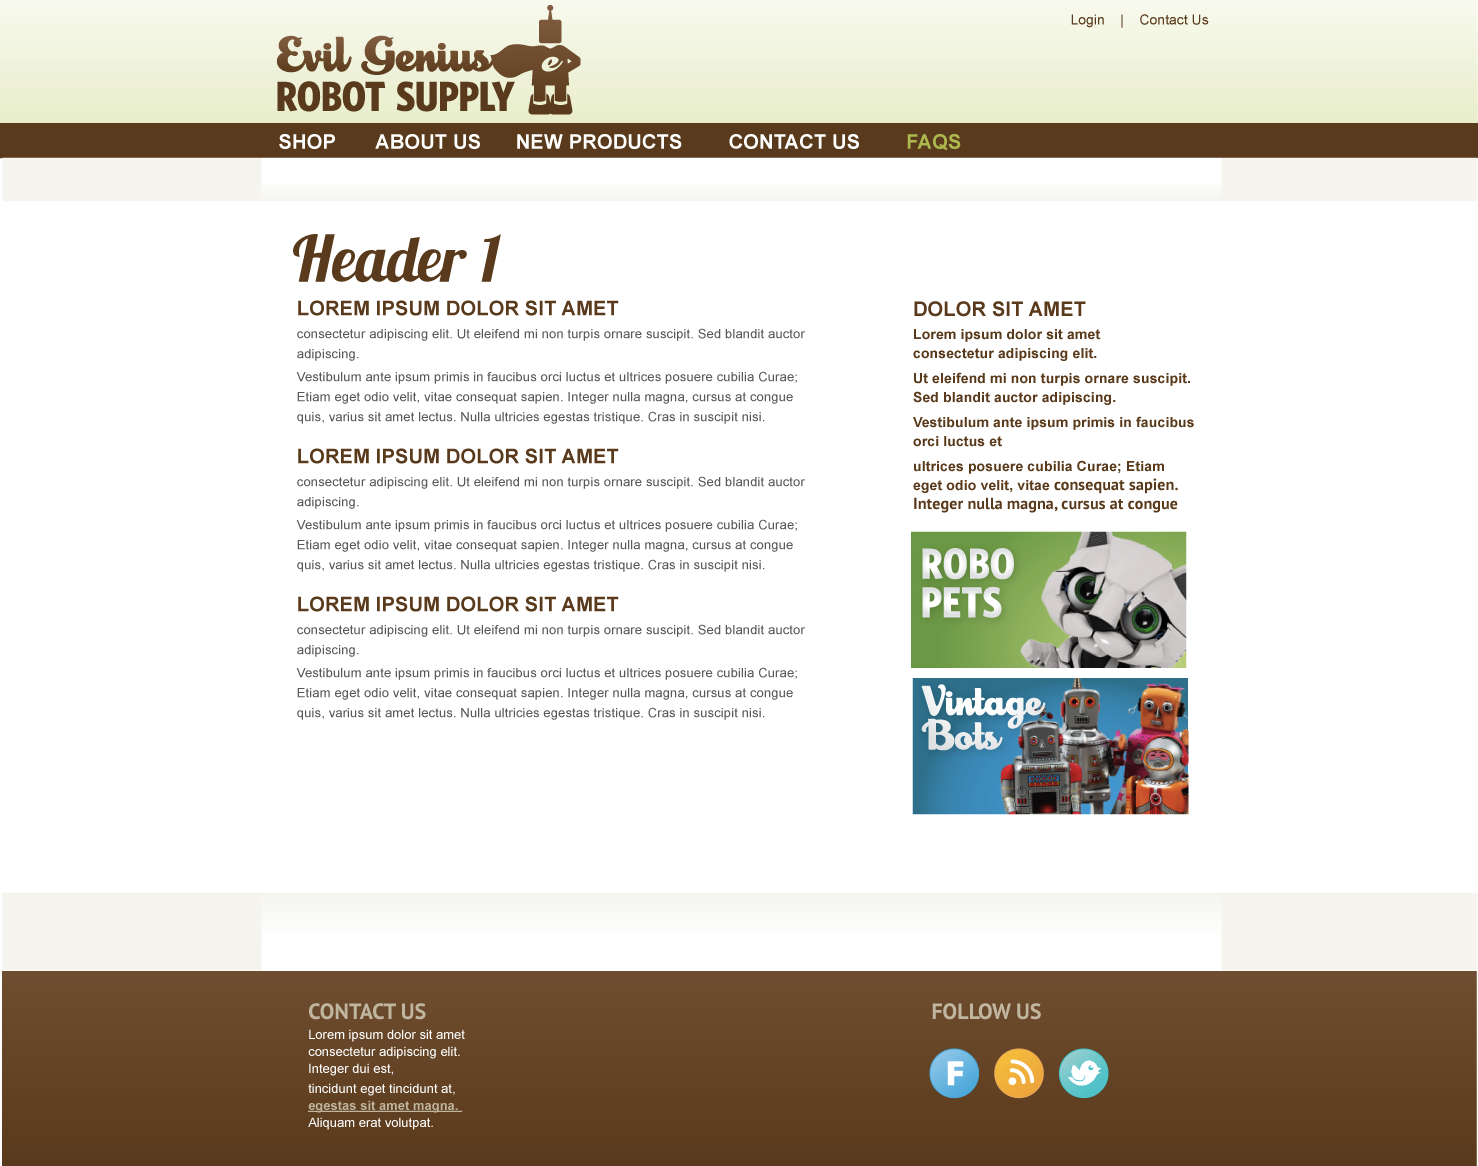 Login | Contact Us
Evil Genius
e
ROBOT SUPPLY
SHOP ABOUT US NEW PRODUCTS CONTACT US FAQS
Header 1
LOREM IPSUM DOLOR SIT AMET
consectetur adipiscing elit. Ut eleifend mi non turpis ornare suscipit. Sed blandit auctor
adipiscing.
Vestibulum ante ipsum primis in faucibus orci luctus et ultrices posuere cubilia Curae;
Etiam eget odio velit, vitae consequat sapien. Integer nulla magna, cursus at congue
quis, varius sit amet lectus. Nulla ultricies egestas tristique. Cras in suscipit nisi.
LOREM IPSUM DOLOR SIT AMET
consectetur adipiscing elit. Ut eleifend mi non turpis ornare suscipit. Sed blandit auctor
adipiscing.
Vestibulum ante ipsum primis in faucibus orci luctus et ultrices posuere cubilia Curae;
Etiam eget odio velit, vitae consequat sapien. Integer nulla magna, cursus at congue
quis, varius sit amet lectus. Nulla ultricies egestas tristique. Cras in suscipit nisi.
LOREM IPSUM DOLOR SIT AMET
consectetur adipiscing elit. Ut eleifend mi non turpis ornare suscipit. Sed blandit auctor
adipiscing.
Vestibulum ante ipsum primis in faucibus orci luctus et ultrices posuere cubilia Curae;
Etiam eget odio velit, vitae consequat sapien. Integer nulla magna, cursus at congue
quis, varius sit amet lectus. Nulla ultricies egestas tristique. Cras in suscipit nisi.
DOLOR SIT AMET
Lorem ipsum dolor sit amet
consectetur adipiscing elit.
Ut eleifend mi non turpis ornare suscipit.
Sed blandit auctor adipiscing.
Vestibulum ante ipsum primis in faucibus
orci luctus et
ultrices posuere cubilia Curae; Etiam
eget odio velit, vitae consequat sapien.
Integer nulla magna, cursus at congue
ROBO
PETS
Vintage
Bots
CONTACT US
Lorem ipsum dolor sit amet
consectetur adipiscing elit.
Integer dui est,
tincidunt eget tincidunt at,
egestas sit amet magna.
Aliquam erat volutpat.
FOLLOW US
F